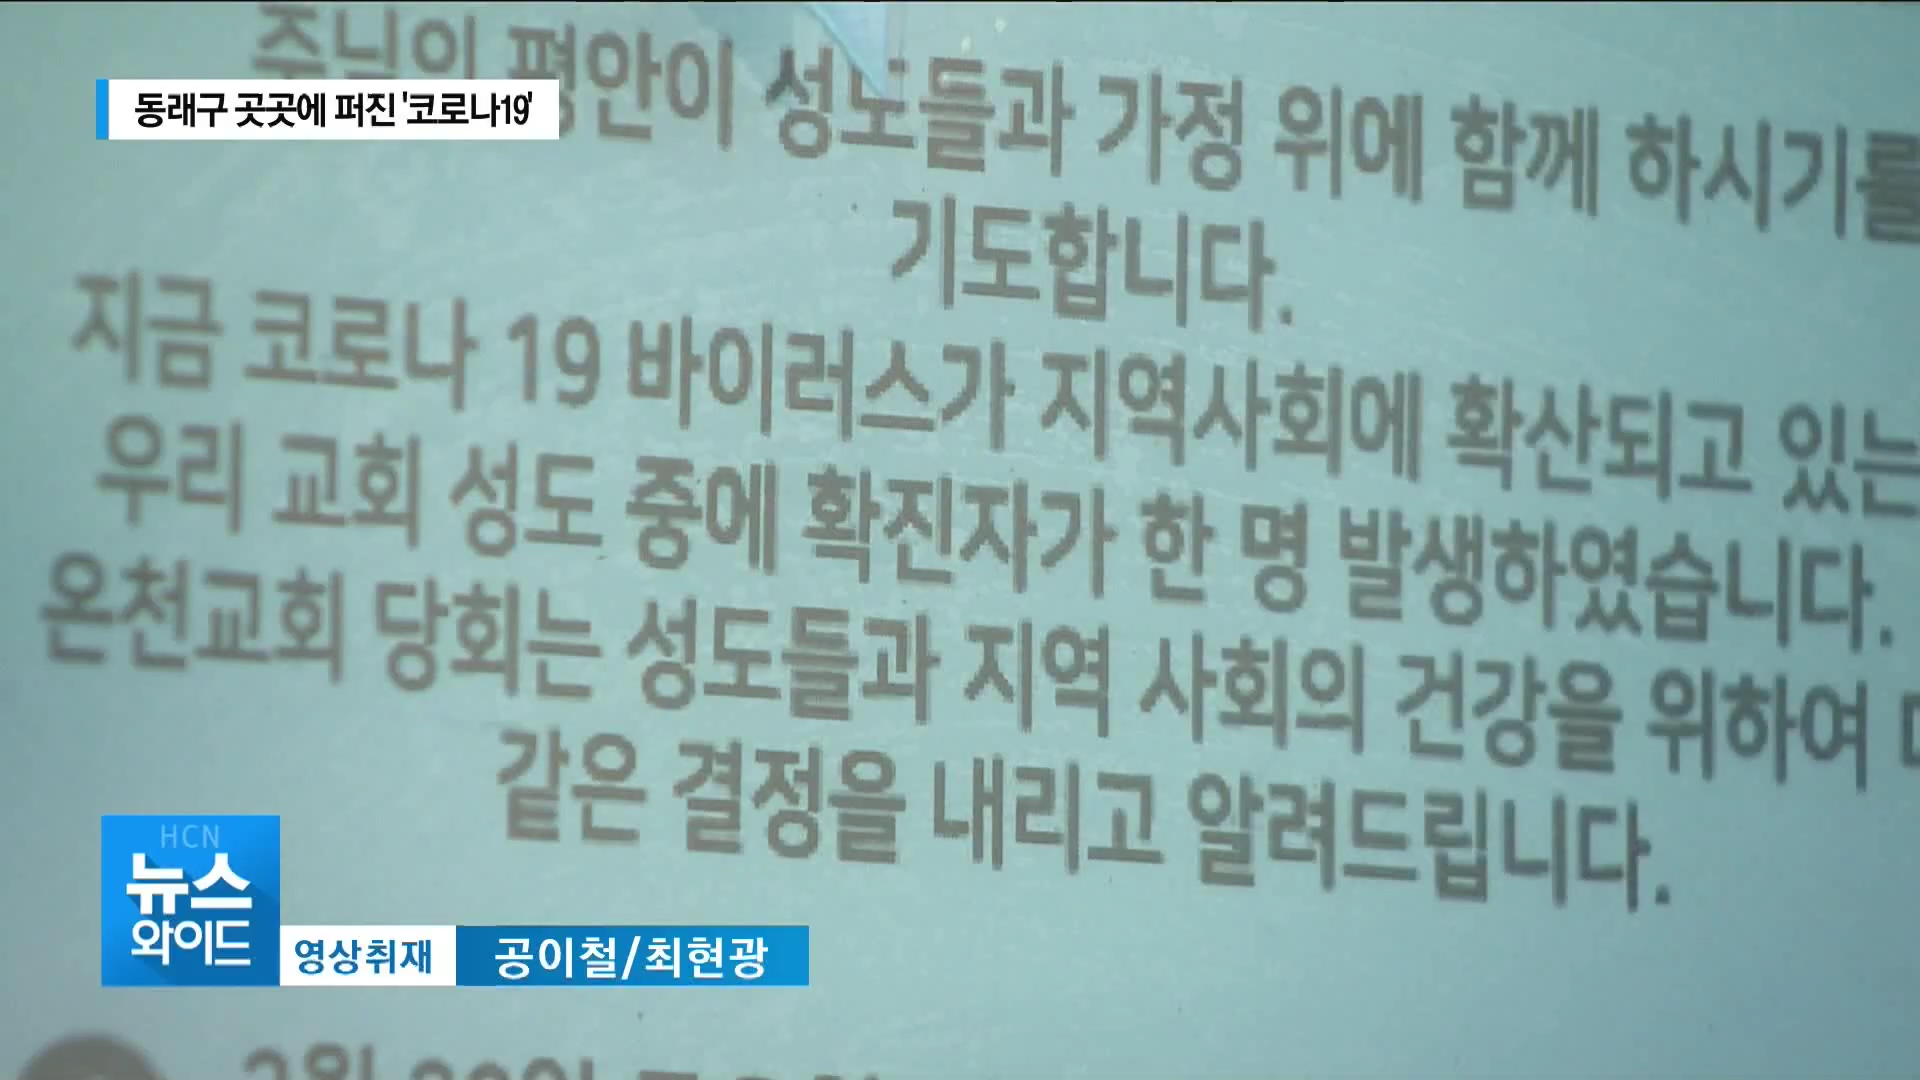 동래구 곳곳에 퍼진 '코로나19'
평안이 성도들과 가정 위에 함께 하시기를
기도합니다.
지금 코로나 19 바이러스가 지역사회에 확산되고 있는
우리 교회 성도 중에 확진자가 한 명 발생하였습니다.
온천교회 당회는 성도들과 지역 사회의 건강을 위하여
같은 결정을 내리고 알려드립니다.
HCN
뉴스
와이드
영상취재 공이철/최현광